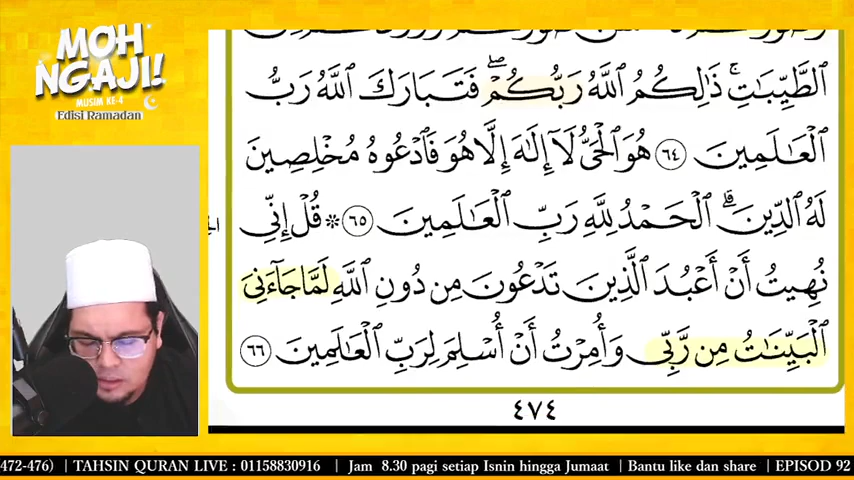 MOH
NGAJI!
MUSIM KE-4
Edisi Ramadan
ٱلطَّيِّبَٰتِۚ ذَٰلِكُمُ ٱللَّهُ رَبُّكُمۡۖ فَتَبَارَكَ ٱللَّهُ رَبُّ
ٱلۡعَٰلَمِينَ ٦٤ هُوَ ٱلۡحَيُّ لَآ إِلَٰهَ إِلَّا هُوَ فَٱدۡعُوهُ مُخۡلِصِينَ
لَهُ ٱلدِّينَۗ ٱلۡحَمۡدُ لِلَّهِ رَبِّ ٱلۡعَٰلَمِينَ ٦٥ ۞ قُلۡ إِنِّي
نُهِيتُ أَنۡ أَعۡبُدَ ٱلَّذِينَ تَدۡعُونَ مِن دُونِ ٱللَّهِ لَمَّا جَآءَنِيَ
ٱلۡبَيِّنَٰتُ مِن رَّبِّي وَأُمِرۡتُ أَنۡ أُسۡلِمَ لِرَبِّ ٱلۡعَٰلَمِينَ ٦٦
٤٧٤
472-476) | TAHSIN QURAN LIVE : 01158830916 | Jam 8.30 pagi setiap Isnin hingga Jumaat | Bantu like dan share | EPISOD 92